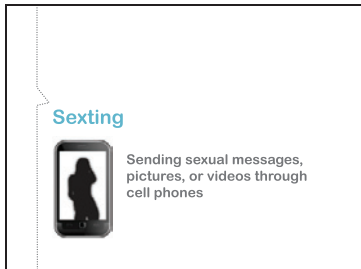 Sexting
Sending sexual messages,
pictures, or videos through
cell phones